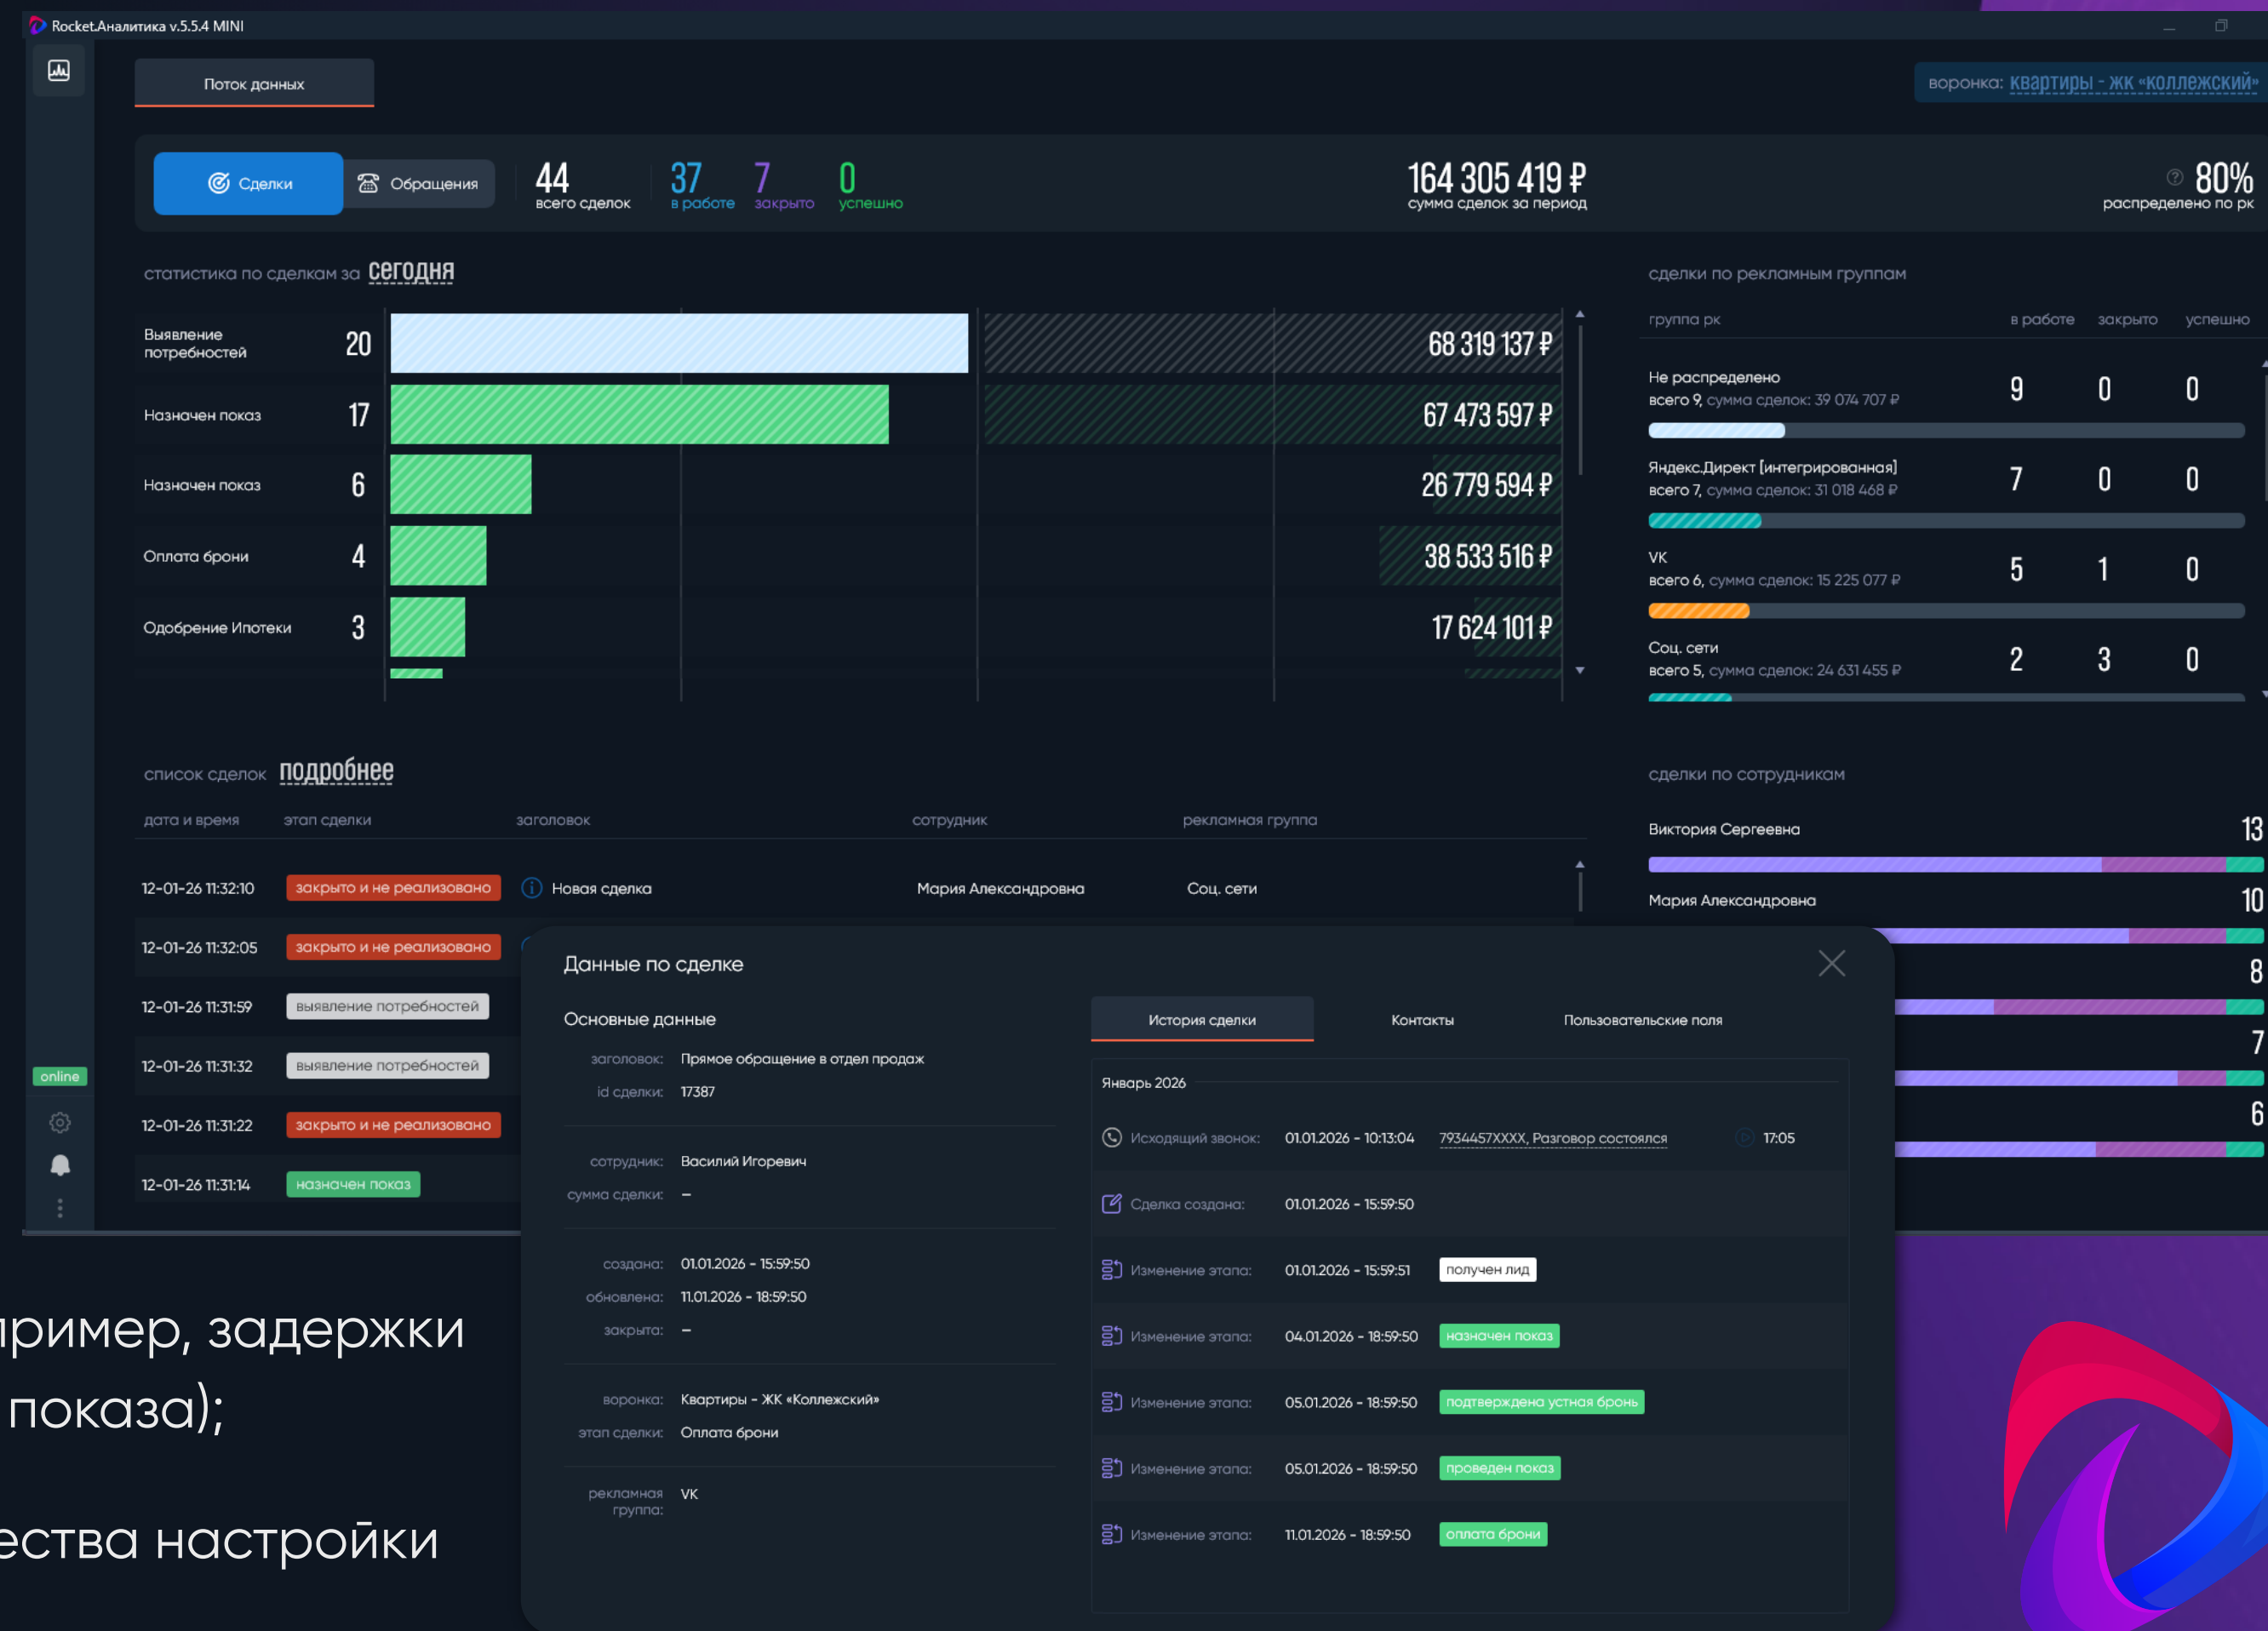 Rocket.Аналитика v.5.5.4 MINI
Поток данных
воронка: квартиры - жк «коллежский»
Сделки
Обращения
44
всего сделок
37
в работе
7
закрыто
0
успешно
164 305 419 ₽
сумма сделок за период
80%
распределено по рк
статистика по сделкам за сегодня
Выявление
потребностей
20
68 319 137 ₽
Назначен показ
17
67 473 597 ₽
Назначен показ
6
26 779 594 ₽
Оплата брони
4
38 533 516 ₽
Одобрение Ипотеки
3
17 624 101 ₽
сделки по рекламным группам
группа рк
в работе
закрыто
успешно
Не распределено
всего 9, сумма сделок: 39 074 707 ₽
9
0
0
Яндекс.Директ [интегрированная]
всего 7, сумма сделок: 31 018 468 ₽
7
0
0
VK
всего 6, сумма сделок: 15 225 077 ₽
5
1
0
Соц. сети
всего 5, сумма сделок: 24 631 455 ₽
2
3
0
список сделок подробнее
дата и время
этап сделки
заголовок
сотрудник
рекламная группа
12-01-26 11:32:10
закрыто и не реализовано
Новая сделка
Мария Александровна
Соц. сети
12-01-26 11:32:05
закрыто и не реализовано
12-01-26 11:31:59
выявление потребностей
12-01-26 11:31:32
выявление потребностей
12-01-26 11:31:22
закрыто и не реализовано
12-01-26 11:31:14
назначен показ
online
сделки по сотрудникам
Виктория Сергеевна
13
Мария Александровна
10
8
7
6
Данные по сделке
Основные данные
заголовок: Прямое обращение в отдел продаж
id сделки: 17387
сотрудник: Василий Игоревич
сумма сделки: –
создана: 01.01.2026 - 15:59:50
обновлена: 11.01.2026 - 18:59:50
закрыта: –
воронка: Квартиры - ЖК «Коллежский»
этап сделки: Оплата брони
рекламная группа: VK
История сделки
Контакты
Пользовательские поля
Январь 2026
Исходящий звонок: 01.01.2026 - 10:13:04 7934457XXXX, Разговор состоялся 17:05
Сделка создана: 01.01.2026 - 15:59:50
Изменение этапа: 01.01.2026 - 15:59:51 получен лид
Изменение этапа: 04.01.2026 - 18:59:50 назначен показ
Изменение этапа: 05.01.2026 - 18:59:50 подтверждена устная бронь
Изменение этапа: 05.01.2026 - 18:59:50 проведен показ
Изменение этапа: 11.01.2026 - 18:59:50 оплата брони
пример, задержки
показа);
ества настройки